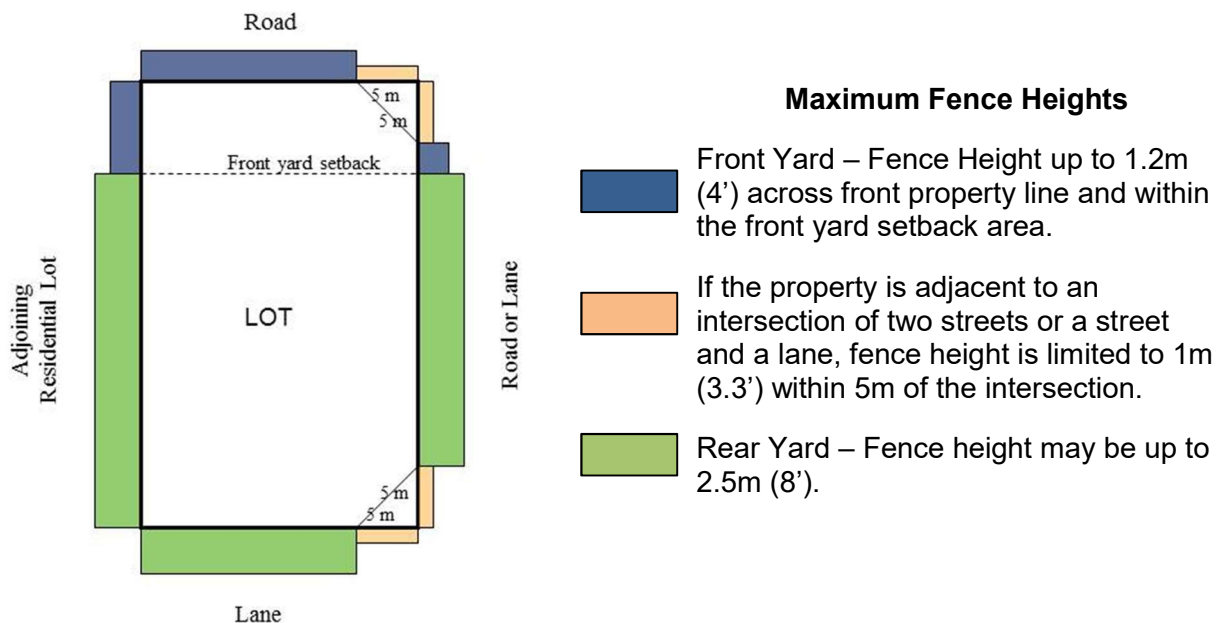 Road
5 m
5 m
Front yard setback
Adjoining
Residential Lot
LOT
Road or Lane
5 m
5 m
Lane
Maximum Fence Heights
Front Yard – Fence Height up to 1.2m
(4’) across front property line and within
the front yard setback area.
If the property is adjacent to an
intersection of two streets or a street
and a lane, fence height is limited to 1m
(3.3’) within 5m of the intersection.
Rear Yard – Fence height may be up to
2.5m (8’).